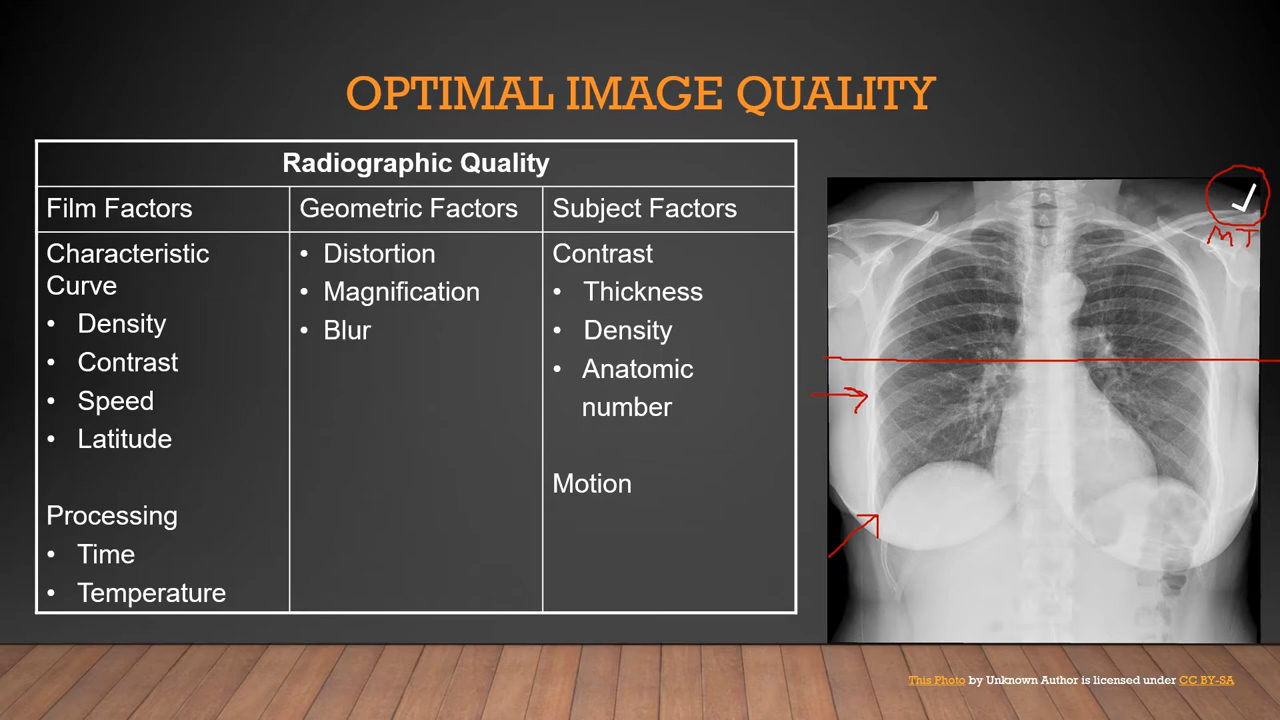 OPTIMAL IMAGE QUALITY
Radiographic Quality
Film Factors
Geometric Factors
Subject Factors
Characteristic
Curve
• Density
• Contrast
• Speed
• Latitude
Processing
• Time
• Temperature
• Distortion
• Magnification
• Blur
Contrast
• Thickness
• Density
• Anatomic
number
Motion
MT
This Photo by Unknown Author is licensed under CC BY-SA